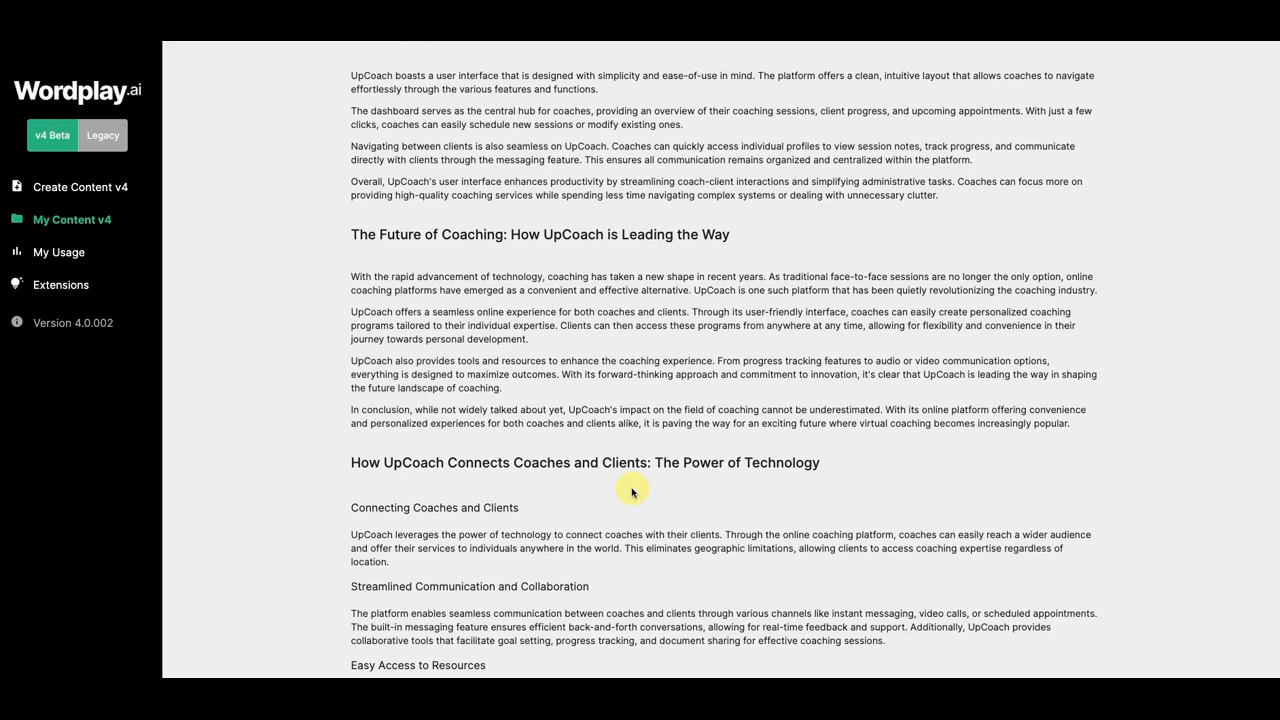 Wordplay.ai
v4 Beta
Legacy
Create Content v4
My Content v4
My Usage
Extensions
Version 4.0.002
UpCoach boasts a user interface that is designed with simplicity and ease-of-use in mind. The platform offers a clean, intuitive layout that allows coaches to navigate
effortlessly through the various features and functions.
The dashboard serves as the central hub for coaches, providing an overview of their coaching sessions, client progress, and upcoming appointments. With just a few
clicks, coaches can easily schedule new sessions or modify existing ones.
Navigating between clients is also seamless on UpCoach. Coaches can quickly access individual profiles to view session notes, track progress, and communicate
directly with clients through the messaging feature. This ensures all communication remains organized and centralized within the platform.
Overall, UpCoach's user interface enhances productivity by streamlining coach-client interactions and simplifying administrative tasks. Coaches can focus more on
providing high-quality coaching services while spending less time navigating complex systems or dealing with unnecessary clutter.
The Future of Coaching: How UpCoach is Leading the Way
With the rapid advancement of technology, coaching has taken a new shape in recent years. As traditional face-to-face sessions are no longer the only option, online
coaching platforms have emerged as a convenient and effective alternative. UpCoach is one such platform that has been quietly revolutionizing the coaching industry.
UpCoach offers a seamless online experience for both coaches and clients. Through its user-friendly interface, coaches can easily create personalized coaching
programs tailored to their individual expertise. Clients can then access these programs from anywhere at any time, allowing for flexibility and convenience in their
journey towards personal development.
UpCoach also provides tools and resources to enhance the coaching experience. From progress tracking features to audio or video communication options,
everything is designed to maximize outcomes. With its forward-thinking approach and commitment to innovation, it's clear that UpCoach is leading the way in shaping
the future landscape of coaching.
In conclusion, while not widely talked about yet, UpCoach's impact on the field of coaching cannot be underestimated. With its online platform offering convenience
and personalized experiences for both coaches and clients alike, it is paving the way for an exciting future where virtual coaching becomes increasingly popular.
How UpCoach Connects Coaches and Clients: The Power of Technology
Connecting Coaches and Clients
UpCoach leverages the power of technology to connect coaches with their clients. Through the online coaching platform, coaches can easily reach a wider audience
and offer their services to individuals anywhere in the world. This eliminates geographic limitations, allowing clients to access coaching expertise regardless of
location.
Streamlined Communication and Collaboration
The platform enables seamless communication between coaches and clients through various channels like instant messaging, video calls, or scheduled appointments.
The built-in messaging feature ensures efficient back-and-forth conversations, allowing for real-time feedback and support. Additionally, UpCoach provides
collaborative tools that facilitate goal setting, progress tracking, and document sharing for effective coaching sessions.
Easy Access to Resources